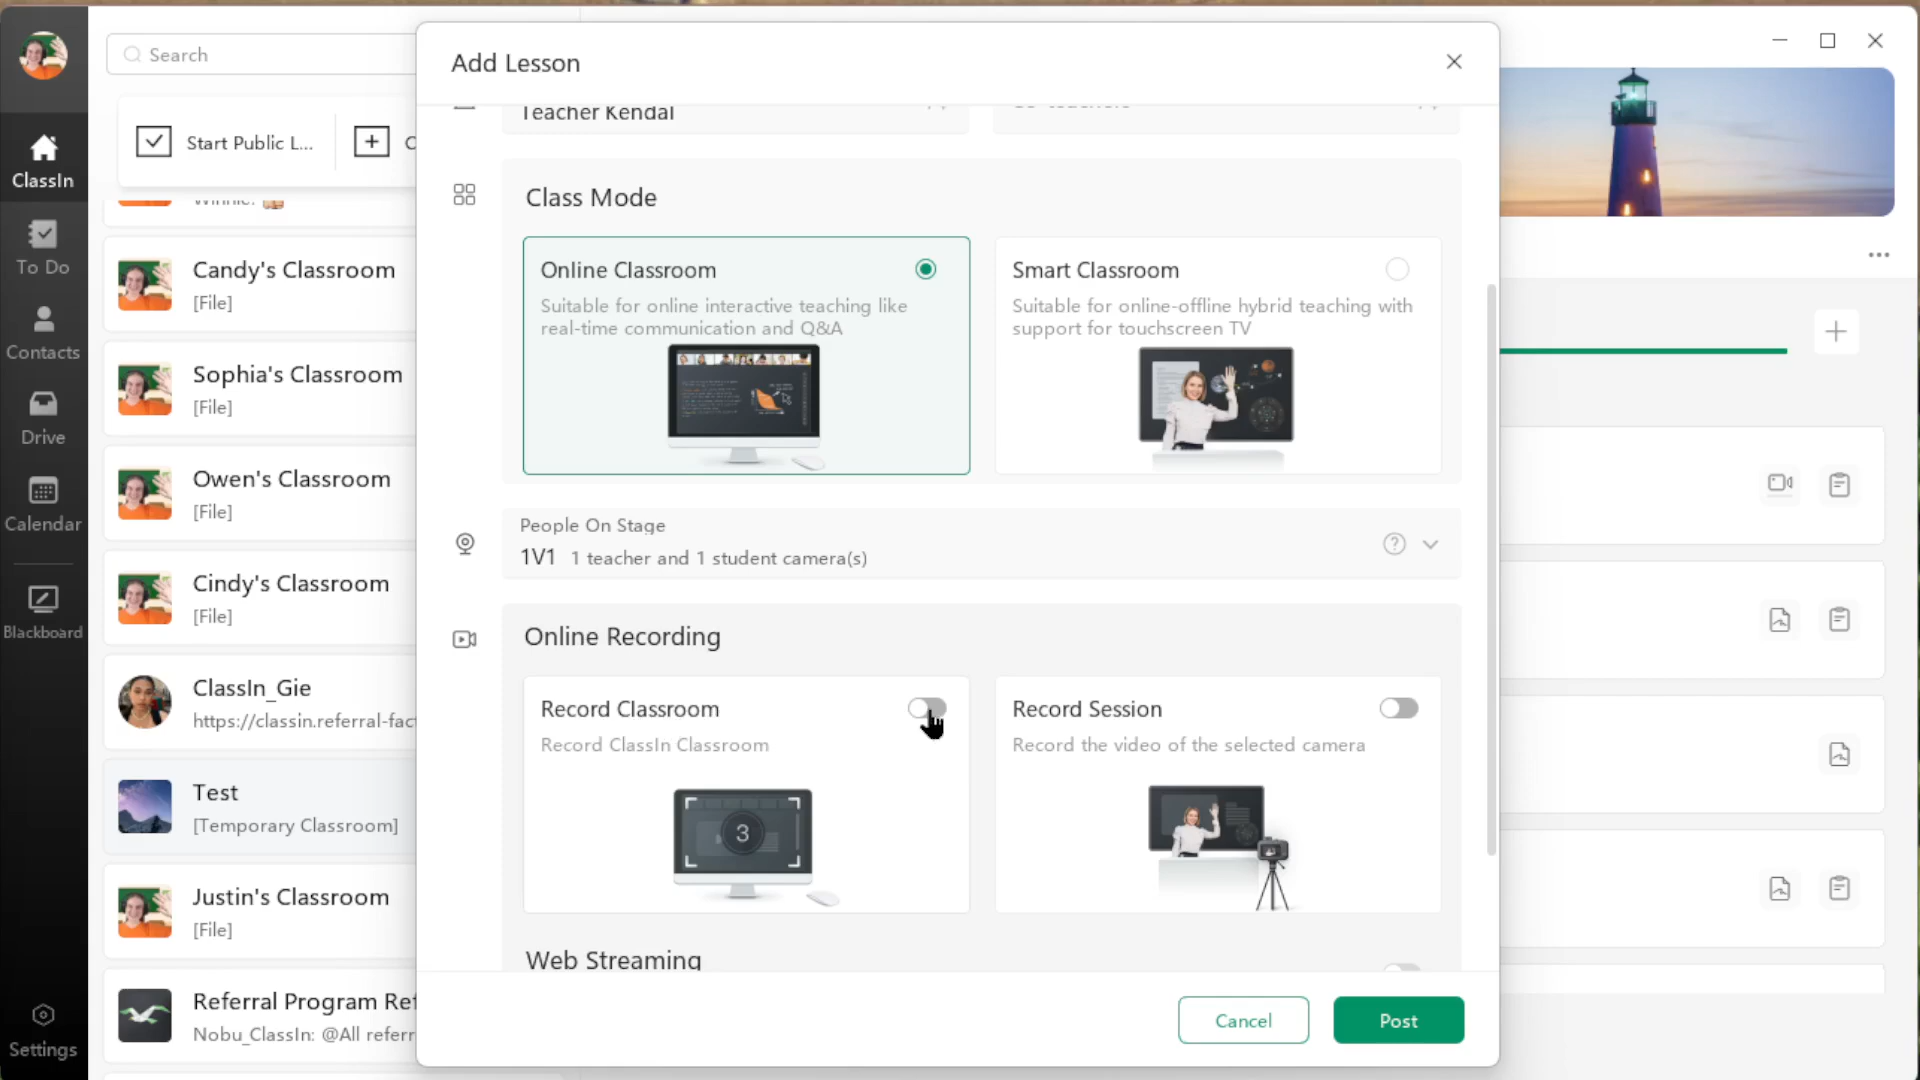 Search
Start Public L...
ClassIn
To Do
Contacts
Drive
Calendar
Blackboard
Settings
Candy's Classroom
[File]
Sophia's Classroom
[File]
Owen's Classroom
[File]
Cindy's Classroom
[File]
ClassIn_Gie
https://classin.referral-fac
Test
[Temporary Classroom]
Justin's Classroom
[File]
Referral Program Ref
Nobu_ClassIn: @All referr
Add Lesson
Teacher Kendal
Class Mode
Online Classroom
Suitable for online interactive teaching like
real-time communication and Q&A
Smart Classroom
Suitable for online-offline hybrid teaching with
support for touchscreen TV
People On Stage
1V1 1 teacher and 1 student camera(s)
Online Recording
Record Classroom
Record ClassIn Classroom
3
Record Session
Record the video of the selected camera
Web Streaming
Cancel
Post